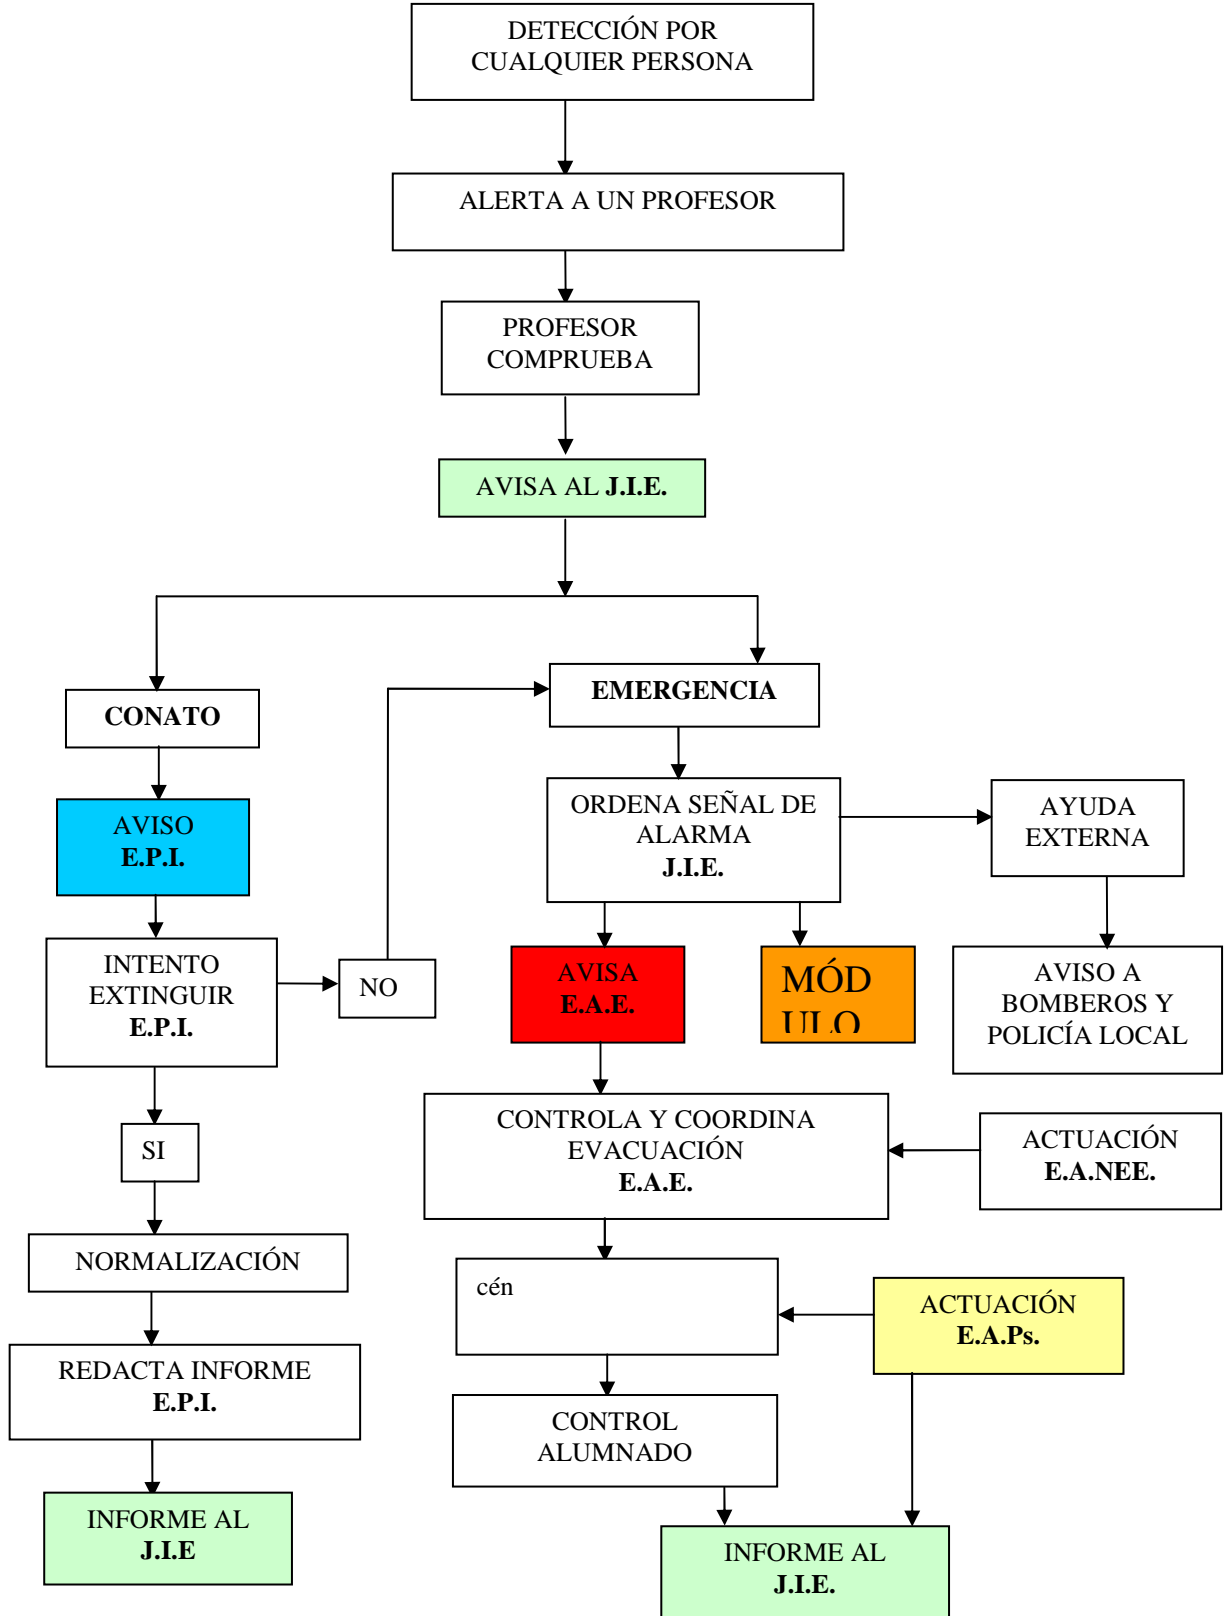 DETECCIÓN POR
CUALQUIER PERSONA
ALERTA A UN PROFESOR
PROFESOR
COMPRUEBA
AVISA AL J.I.E.
CONATO
EMERGENCIA
AVISO
E.P.I.
ORDENA SEÑAL DE
ALARMA
J.I.E.
AYUDA
EXTERNA
INTENTO
EXTINGUIR
E.P.I.
NO
AVISA
E.A.E.
MÓD
ULO
AVISO A
BOMBEROS Y
POLICÍA LOCAL
SI
CONTROLA Y COORDINA
EVACUACIÓN
E.A.E.
ACTUACIÓN
E.A.NEE.
NORMALIZACIÓN
cén
ACTUACIÓN
E.A.Ps.
REDACTA INFORME
E.P.I.
CONTROL
ALUMNADO
INFORME AL
J.I.E
INFORME AL
J.I.E.